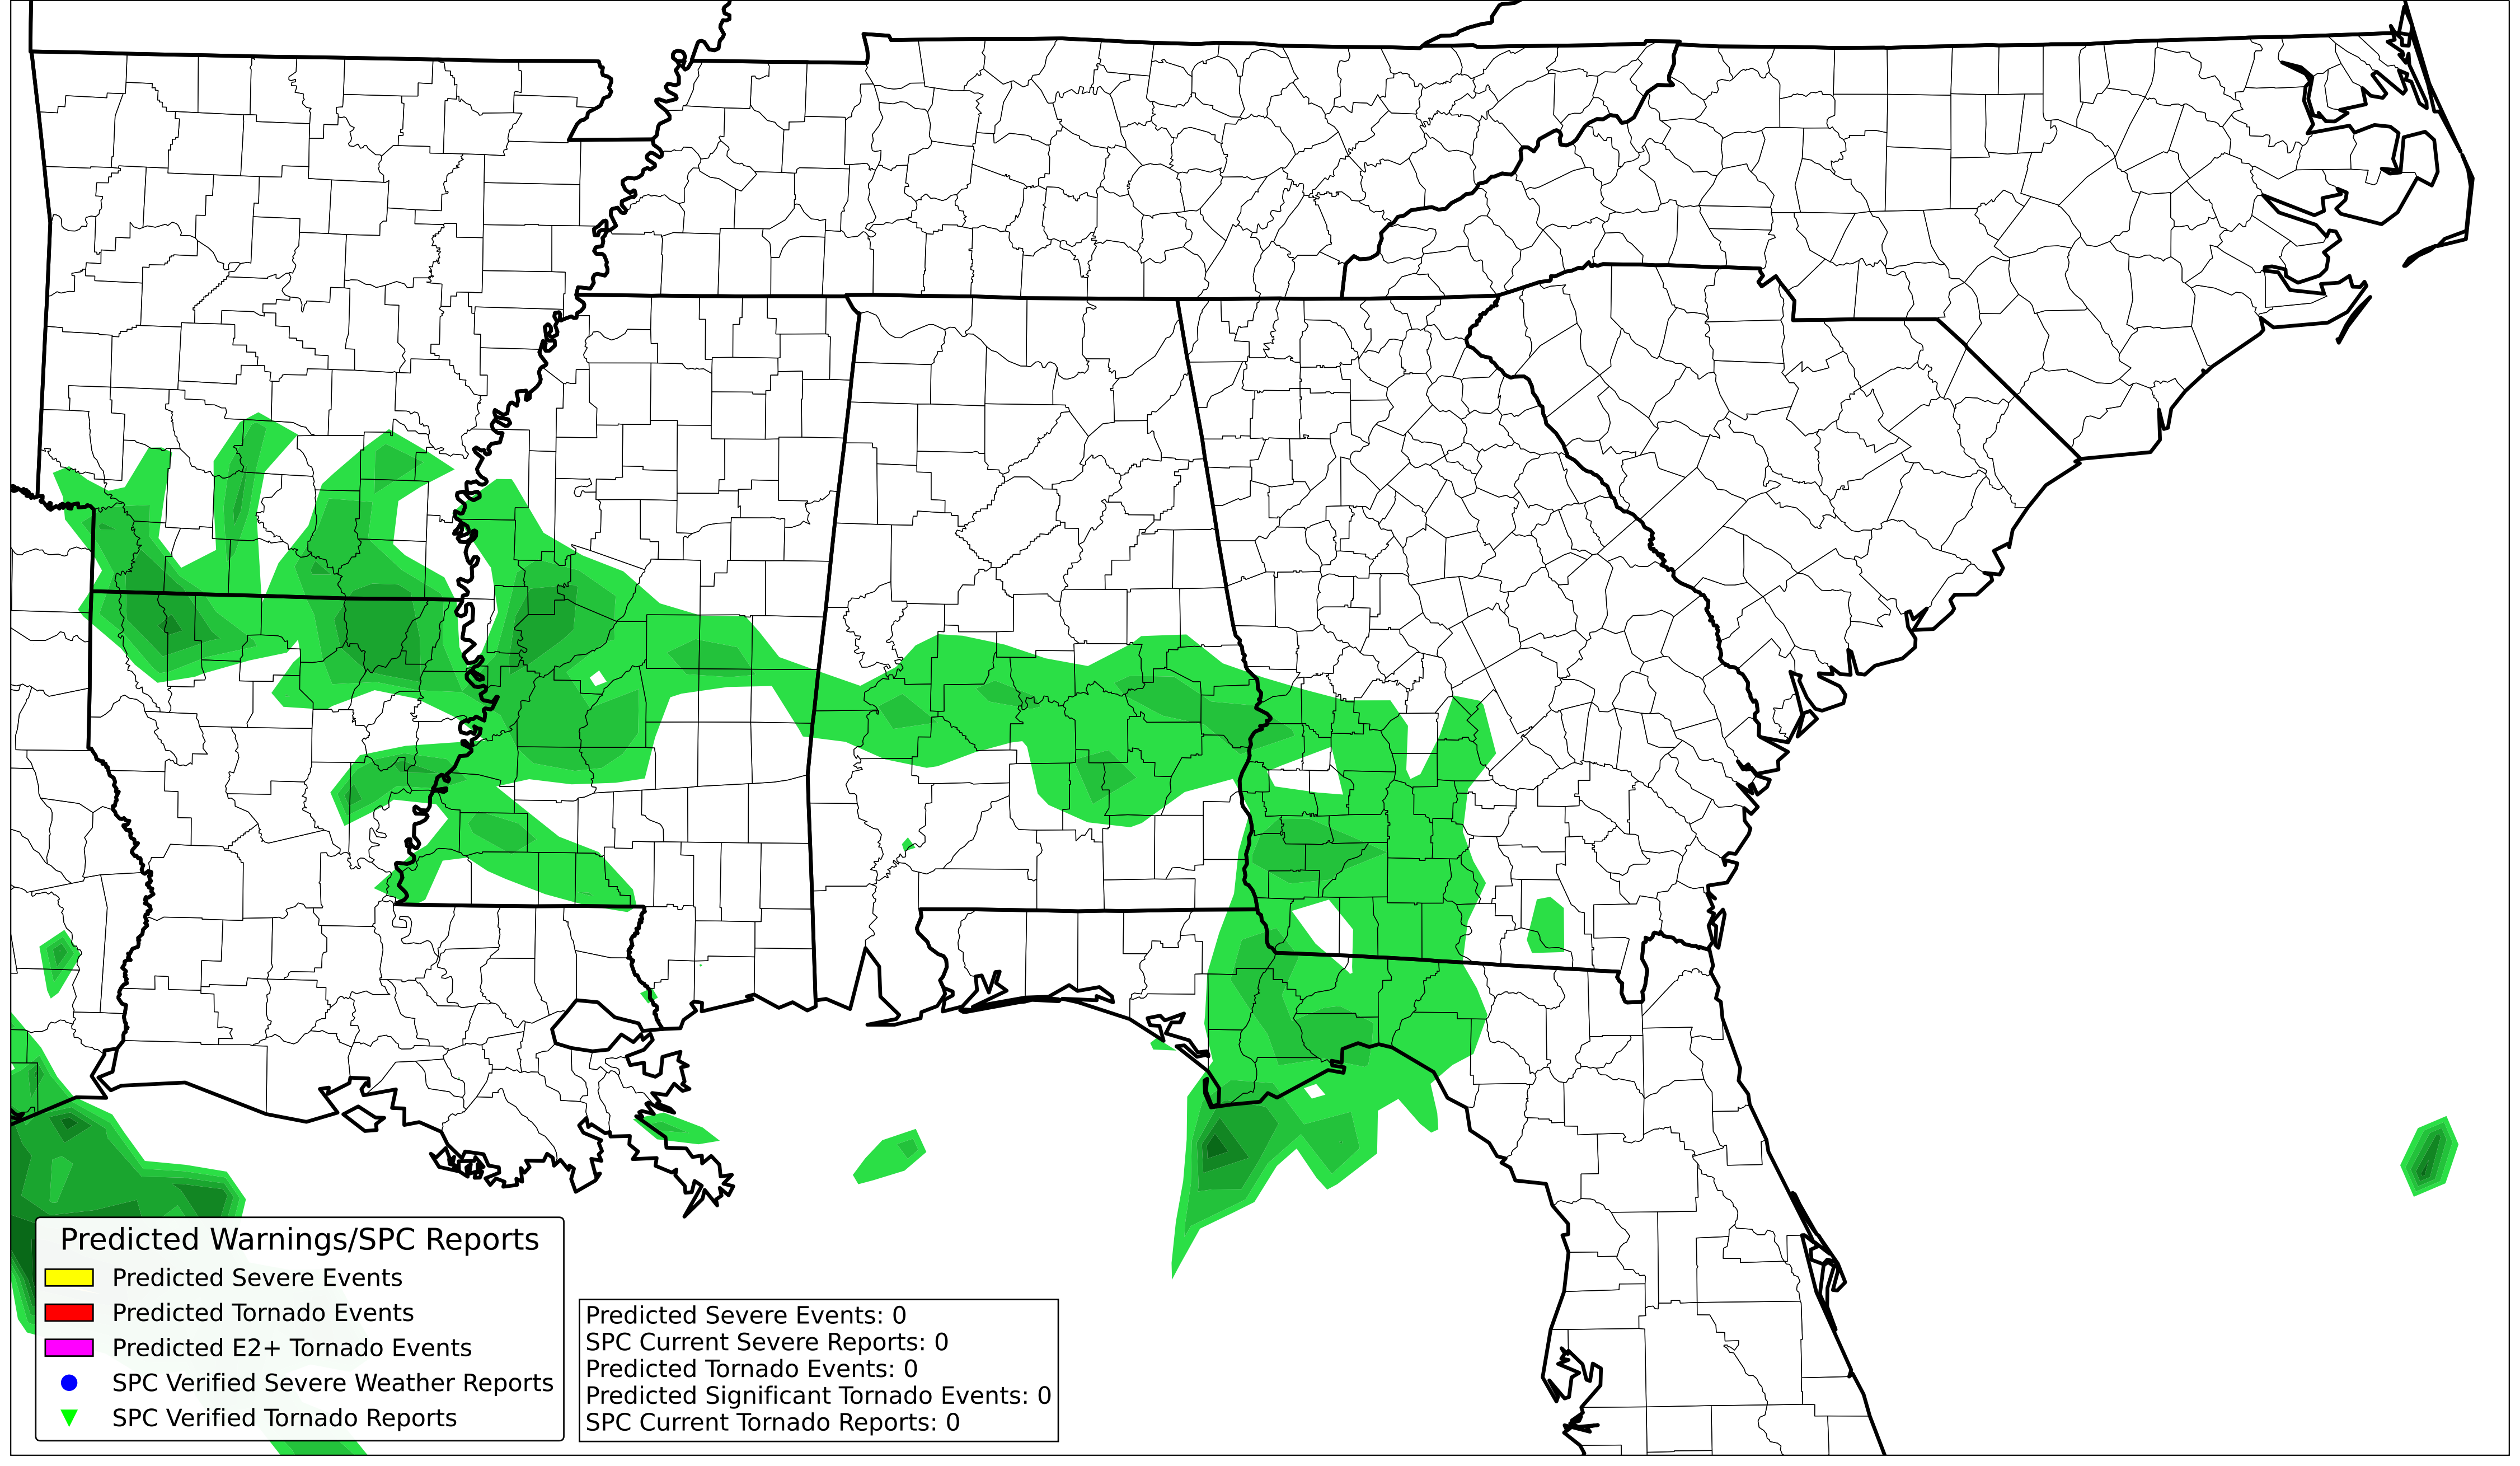 Predicted Warnings/SPC Reports
Predicted Severe Events
Predicted Tornado Events
Predicted E2+ Tornado Events
SPC Verified Severe Weather Reports
SPC Verified Tornado Reports
Predicted Severe Events: 0
SPC Current Severe Reports: 0
Predicted Tornado Events: 0
Predicted Significant Tornado Events: 0
SPC Current Tornado Reports: 0